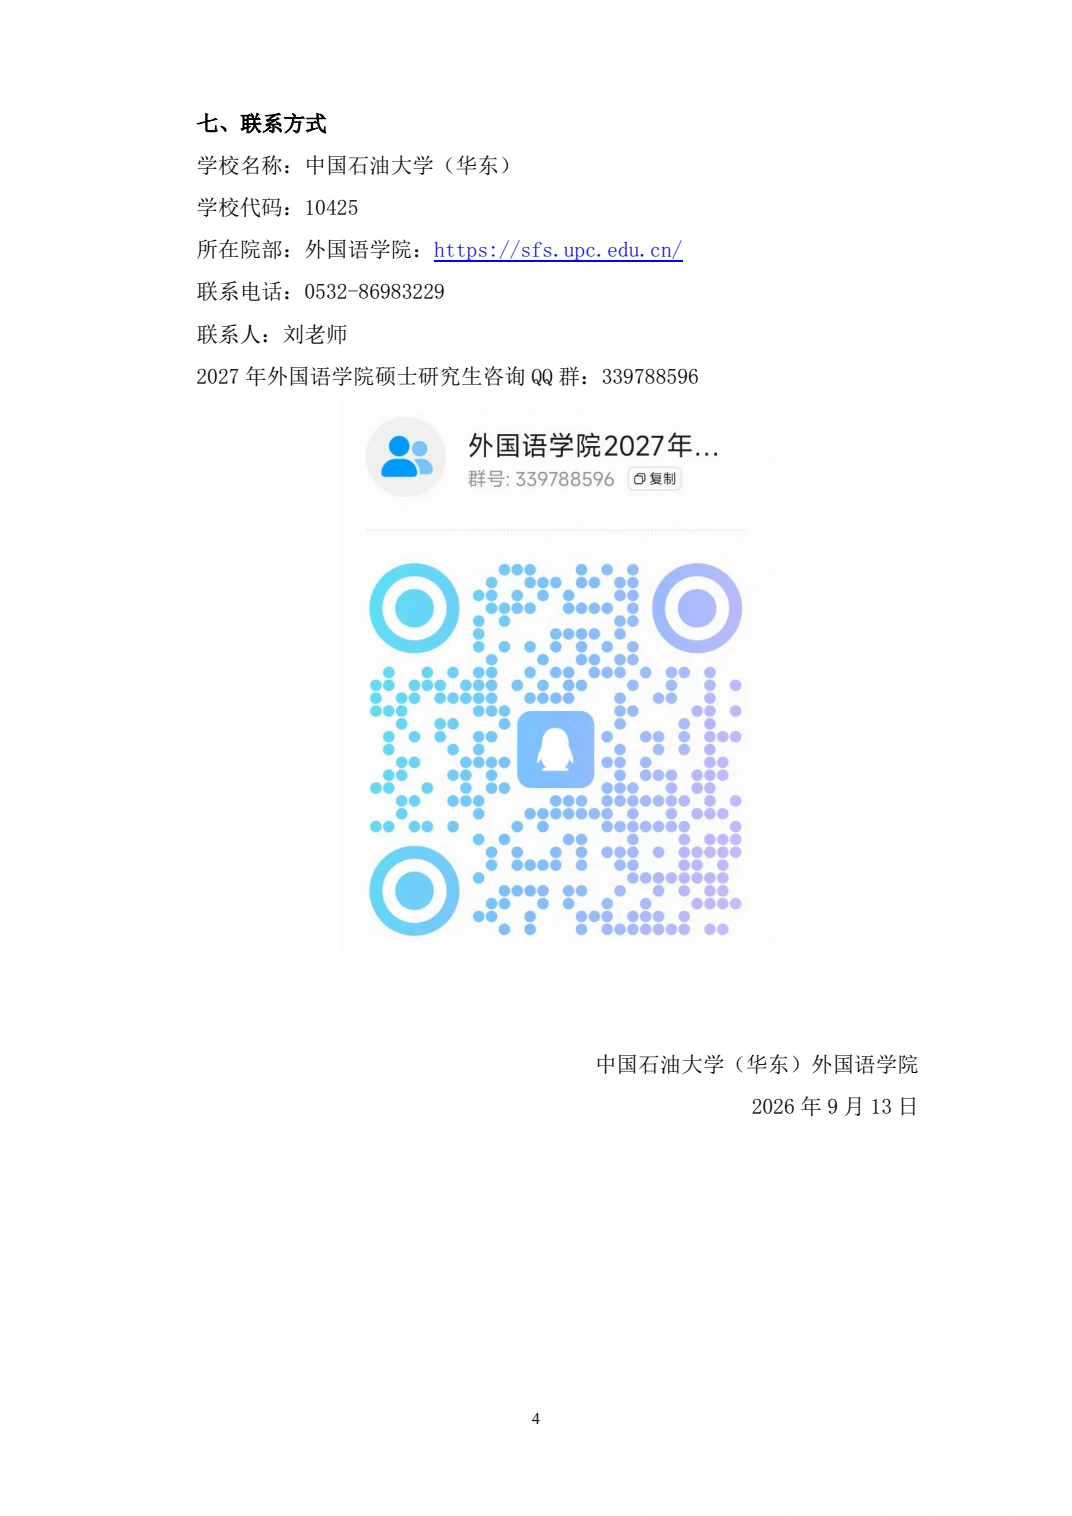 七、联系方式
学校名称：中国石油大学（华东）
学校代码：10425
所在院部：外国语学院：https://sfs.upc.edu.cn/
联系电话：0532-86983229
联系人：刘老师
2027 年外国语学院硕士研究生咨询 QQ 群：339788596
外国语学院2027年...
群号: 339788596 复制
中国石油大学（华东）外国语学院
2026 年 9 月 13 日
4